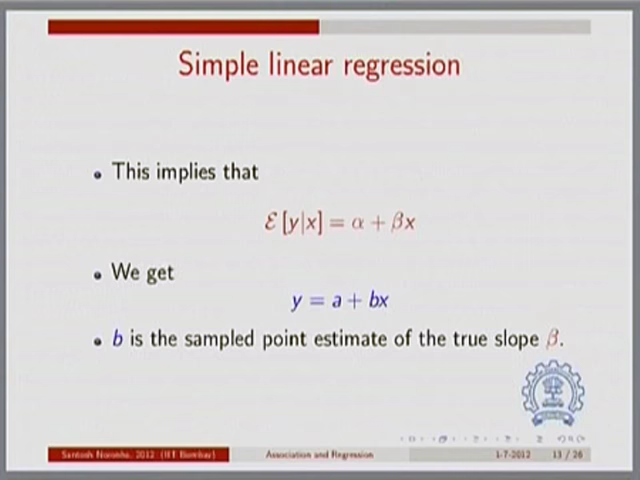 Simple linear regression
• This implies that
ℰ [y|x] = α + βx
• We get
y = a + bx
• b is the sampled point estimate of the true slope β.
Santosh Noronha, 2012 (IIT Bombay) Association and Regression 1-7-2012 13 / 26